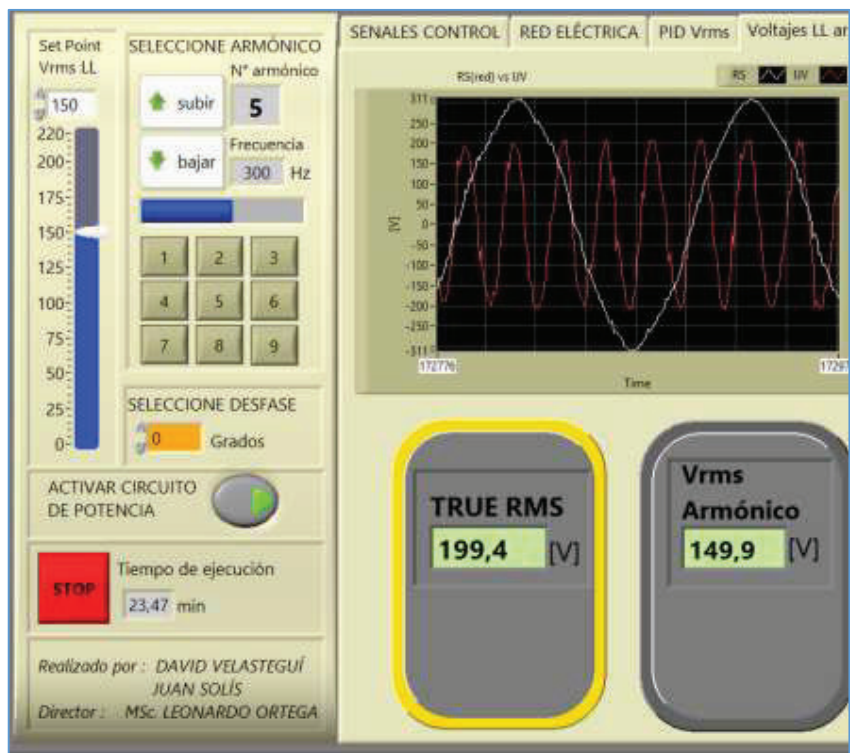 Set Point
Vrms LL
150
220
200
175
150
125
100
75
50
25
0
SELECCIONE ARMÓNICO
N° armónico
subir
5
Frecuencia
bajar
300 Hz
1 2 3
4 5 6
7 8 9
SELECCIONE DESFASE
0 Grados
ACTIVAR CIRCUITO
DE POTENCIA
STOP
Tiempo de ejecución
23,47 min
Realizado por : DAVID VELASTEGUÍ
JUAN SOLÍS
Director : MSc. LEONARDO ORTEGA
SENALES CONTROL RED ELÉCTRICA PID Vrms Voltajes LL ar
RS(red) vs UV
RS UV
[V]
311
250
200
150
100
50
0
-50
-100
-150
-200
-250
-311
172776 17297
Time
TRUE RMS
199,4 [V]
Vrms
Armónico
149,9 [V]